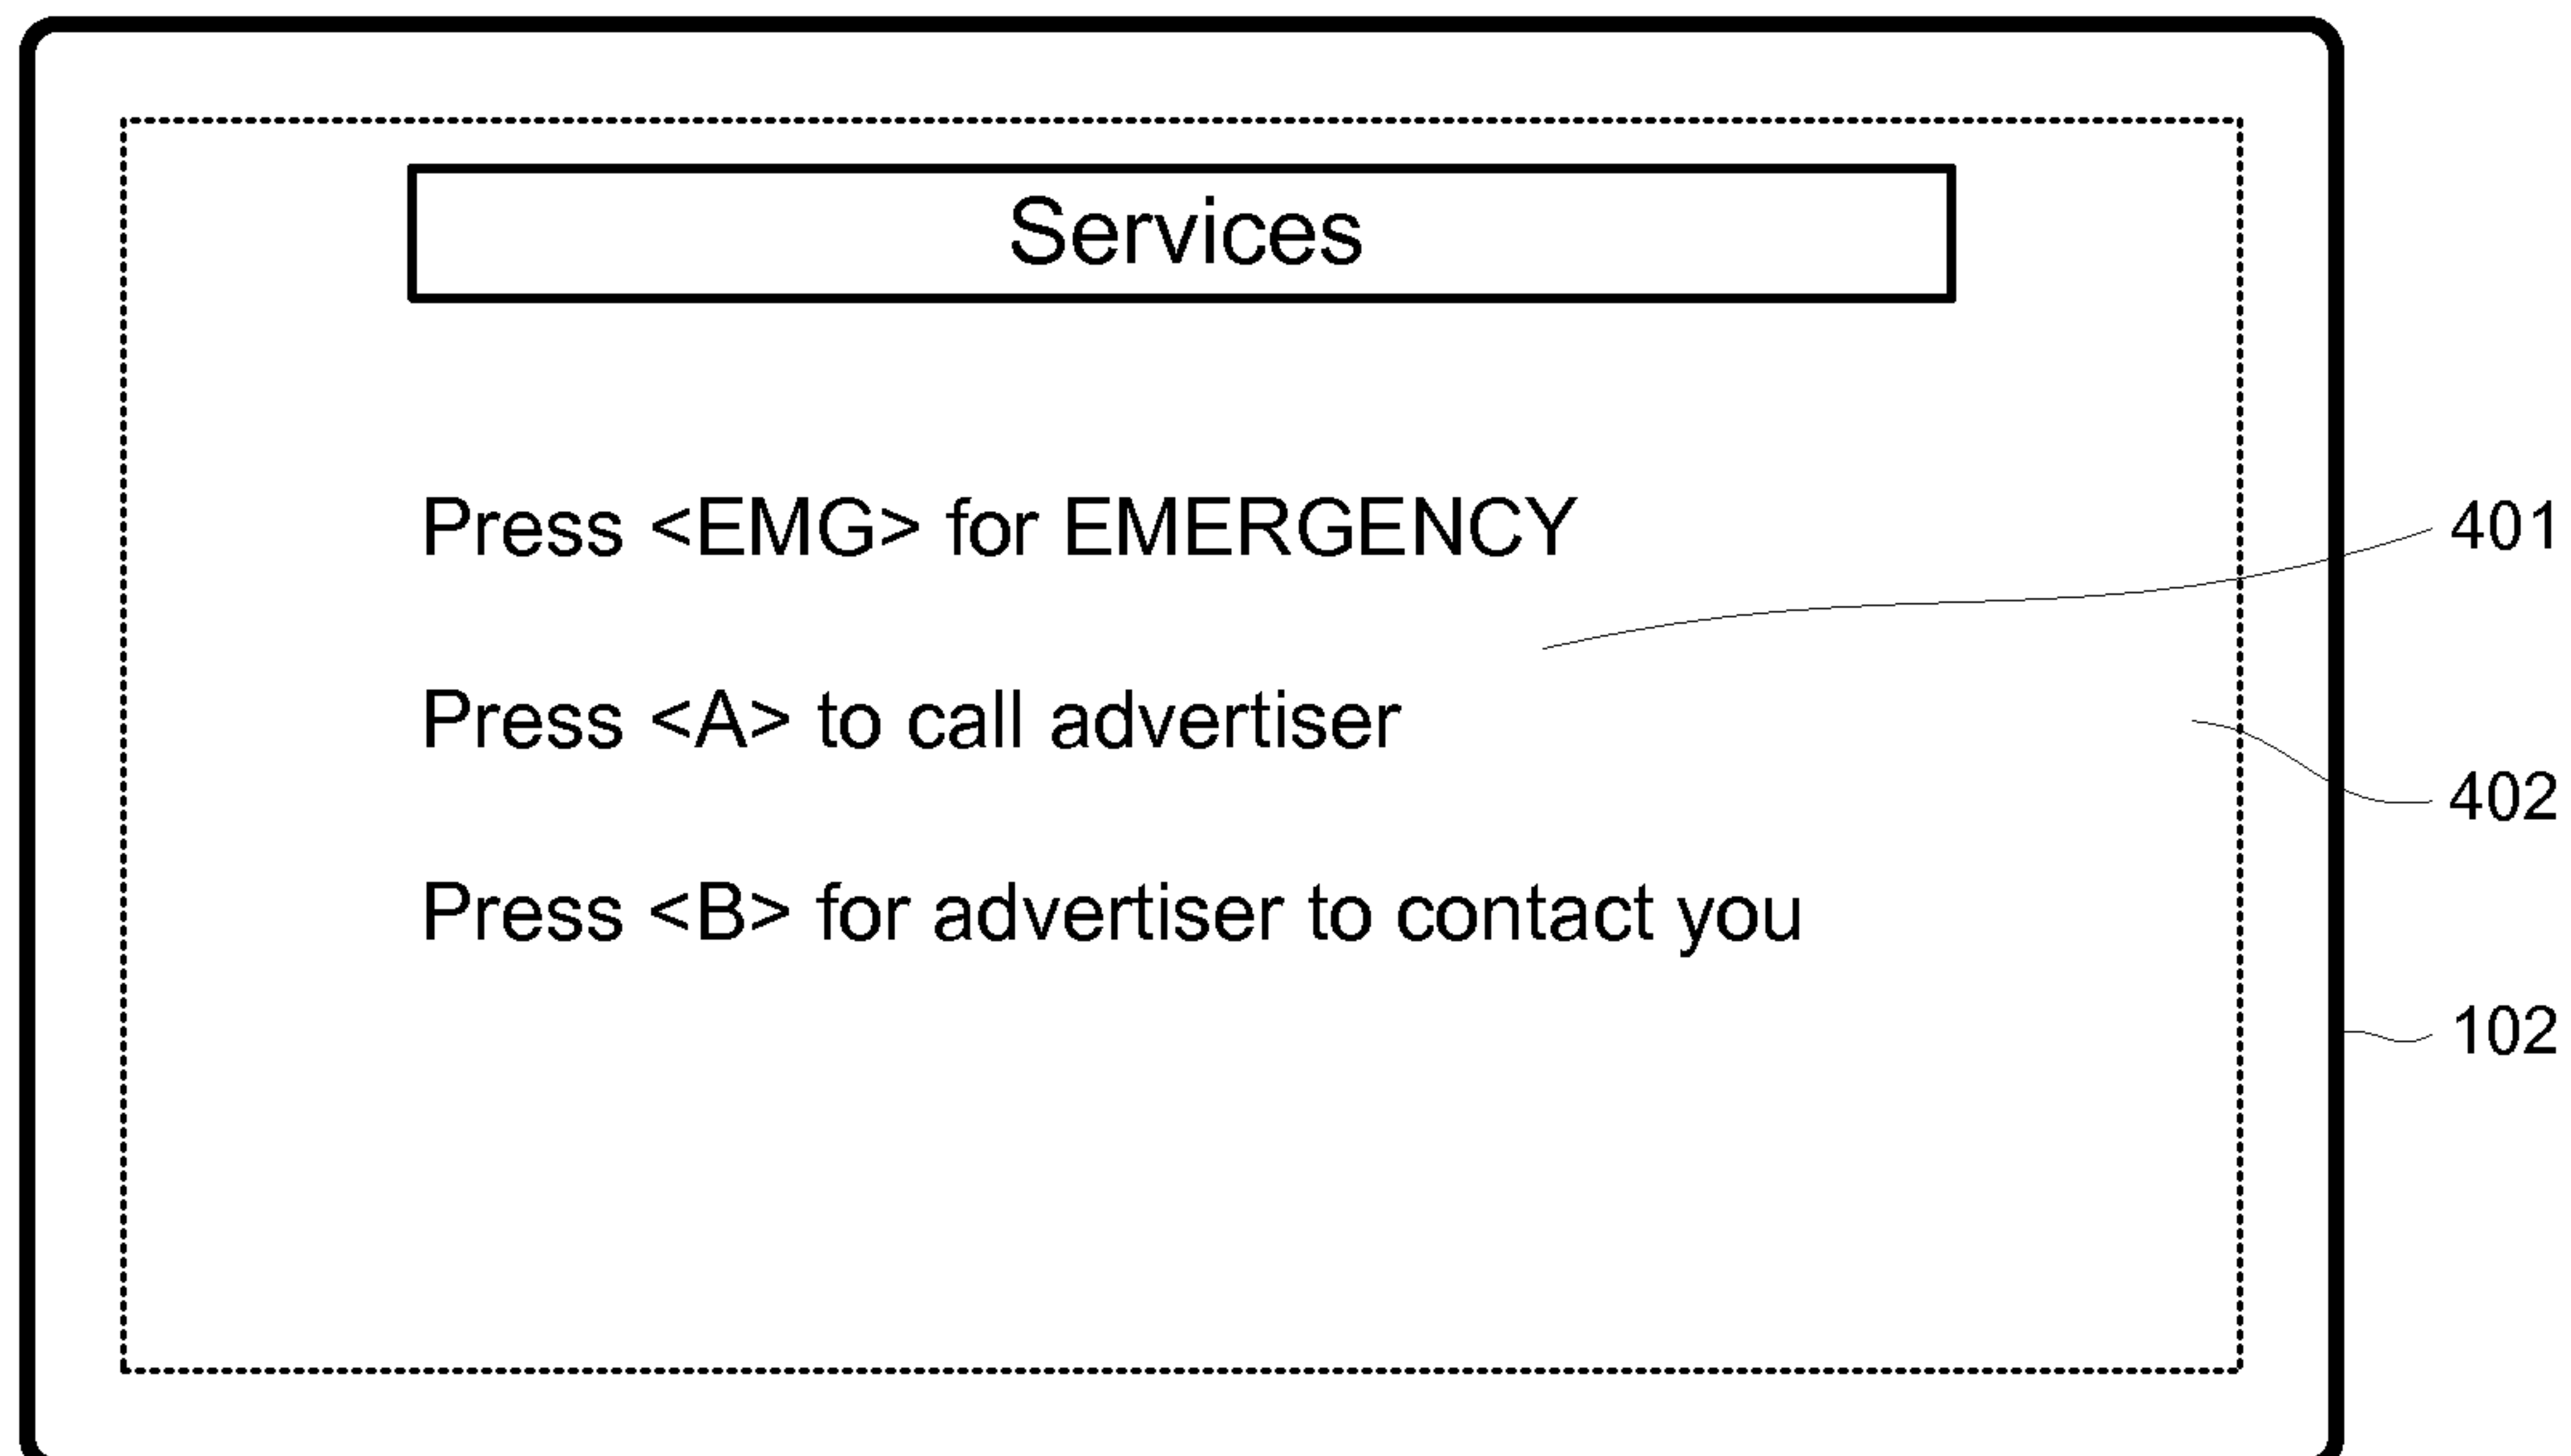 Services
Press <EMG> for EMERGENCY
401
Press <A> to call advertiser
402
Press <B> for advertiser to contact you
102